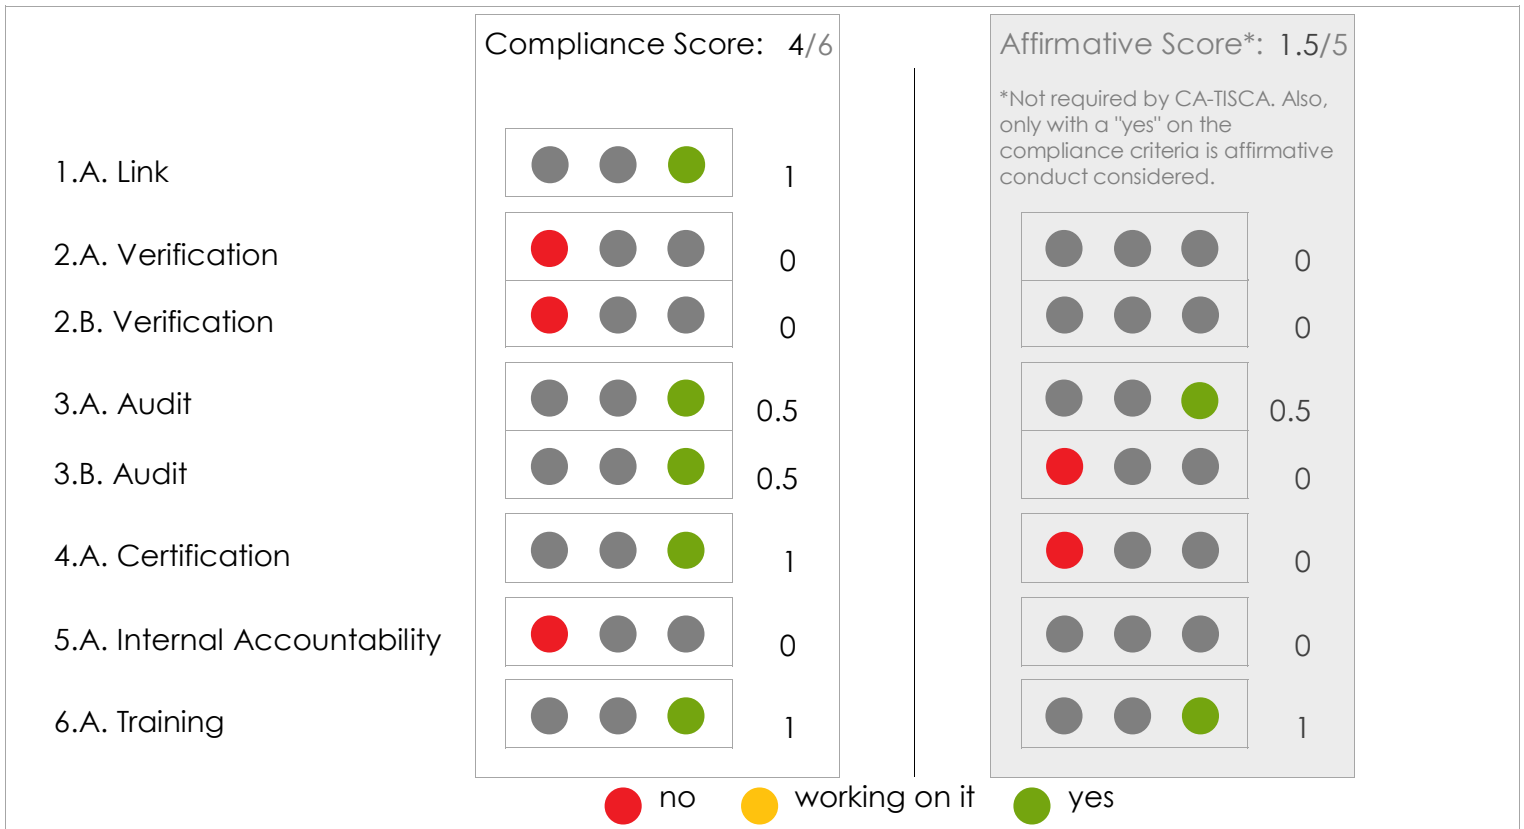 Compliance Score: 4/6
Affirmative Score*: 1.5/5
*Not required by CA-TISCA. Also,
only with a "yes" on the
compliance criteria is affirmative
conduct considered.
1.A. Link 1
2.A. Verification 0 0
2.B. Verification 0 0
3.A. Audit 0.5 0.5
3.B. Audit 0.5 0
4.A. Certification 1 0
5.A. Internal Accountability 0 0
6.A. Training 1 1
no working on it yes